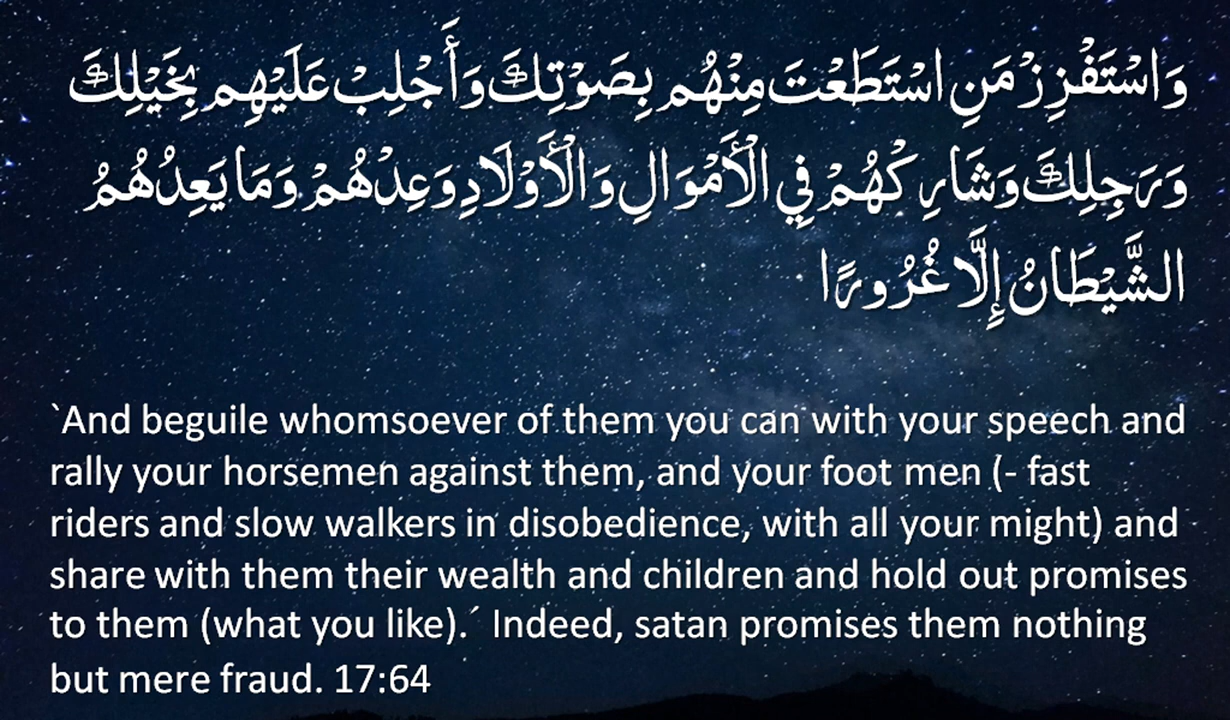 وَاسْتَفْزِزْ مَنِ اسْتَطَعْتَ مِنْهُم بِصَوْتِكَ وَأَجْلِبْ عَلَيْهِم بِخَيْلِكَ
وَرَجِلِكَ وَشَارِكْهُمْ فِي الْأَمْوَالِ وَالْأَوْلَادِ وَعِدْهُمْ وَمَا يَعِدُهُمُ
الشَّيْطَانُ إِلَّا غُرُورًا
`And beguile whomsoever of them you can with your speech and
rally your horsemen against them, and your foot men (- fast
riders and slow walkers in disobedience, with all your might) and
share with them their wealth and children and hold out promises
to them (what you like).´ Indeed, satan promises them nothing
but mere fraud. 17:64